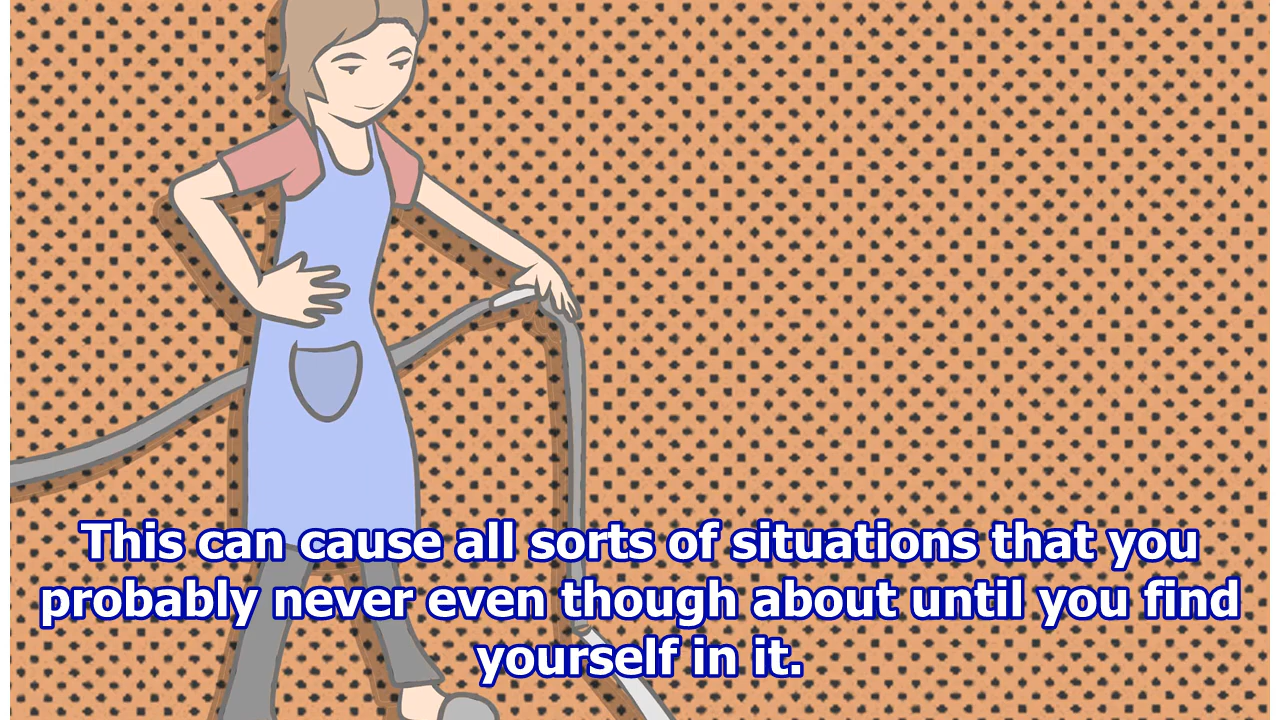 This can cause all sorts of situations that you
probably never even though about until you find
yourself in it.